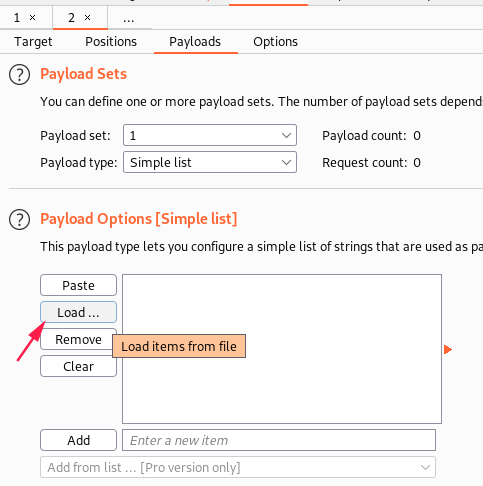 1 × 2 × ...
Target Positions Payloads Options
Payload Sets
You can define one or more payload sets. The number of payload sets depend
Payload set: 1 Payload count: 0
Payload type: Simple list Request count: 0
Payload Options [Simple list]
This payload type lets you configure a simple list of strings that are used as pa
Paste
Load ...
Remove
Load items from file
Clear
Add Enter a new item
Add from list ... [Pro version only]